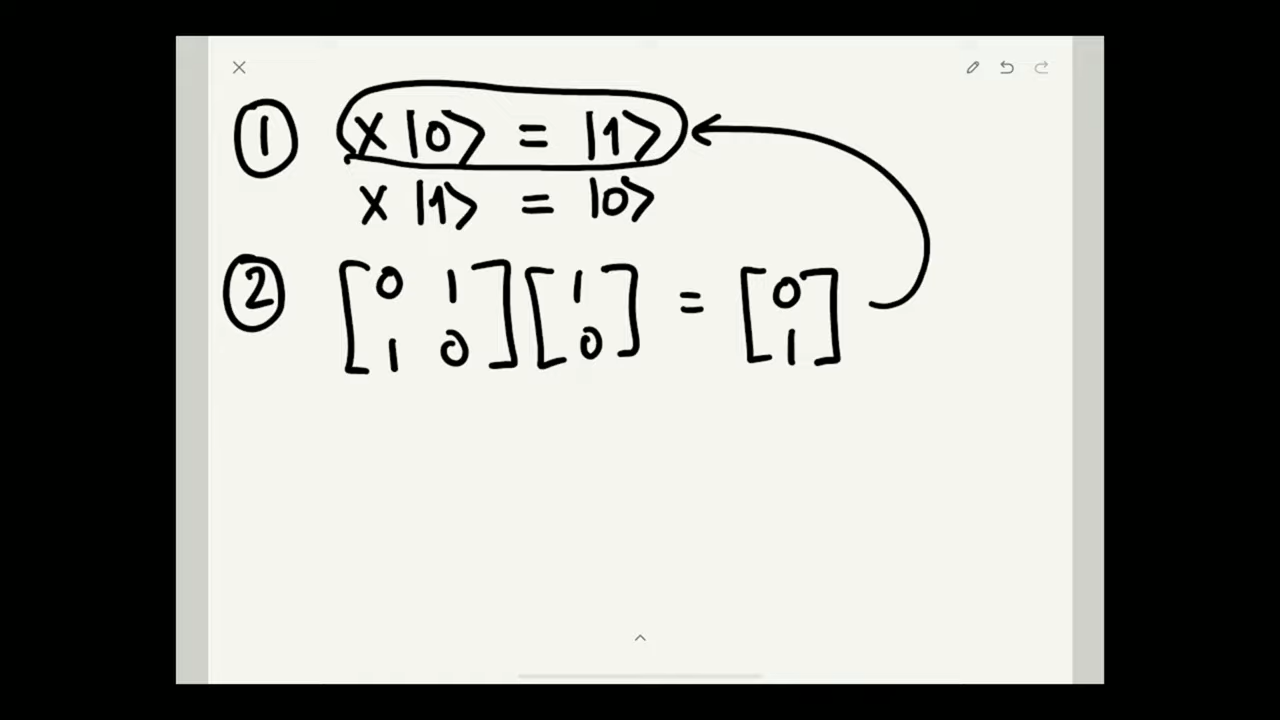 ① X |0⟩ = |1⟩
X |1⟩ = |0⟩
② [0 1
1 0] [1
0] = [0
1]